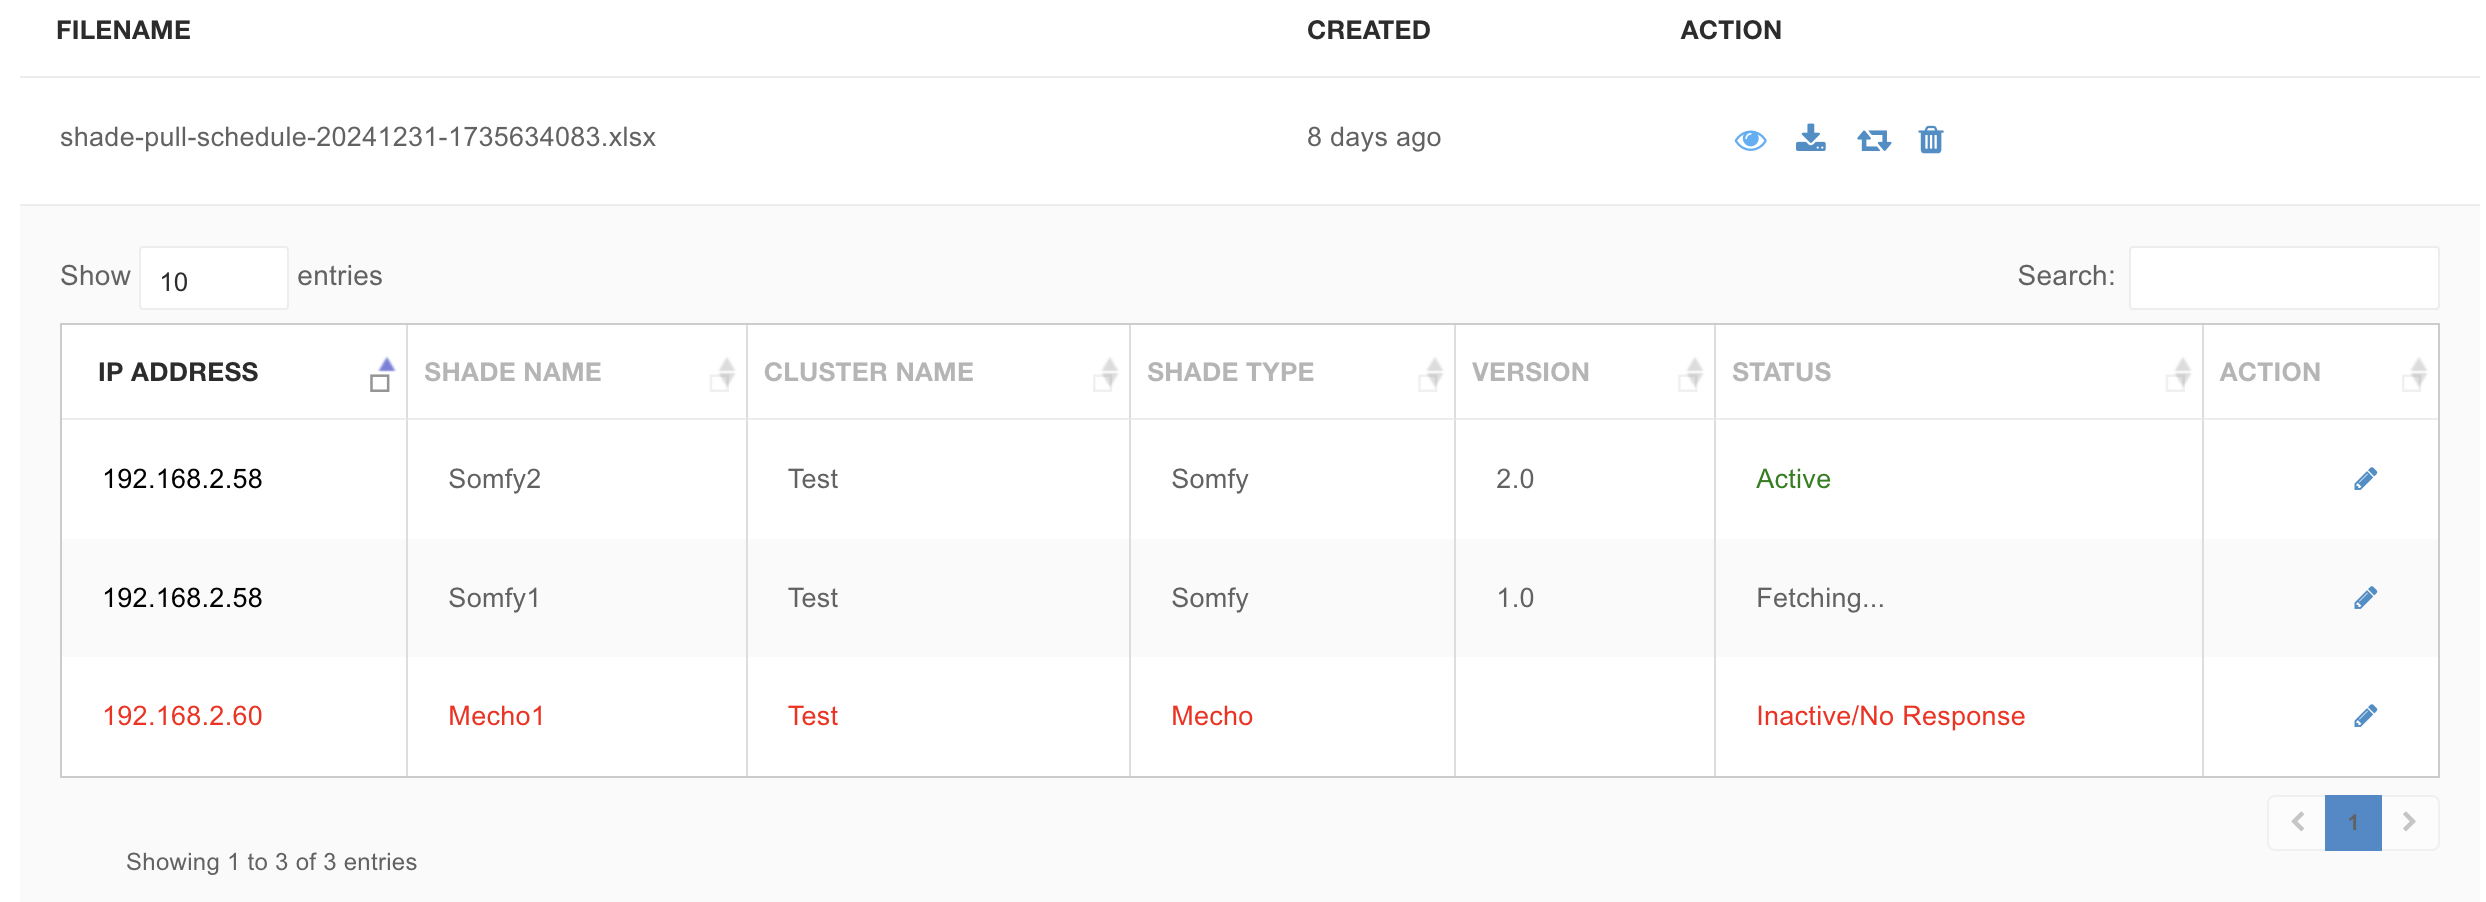 FILENAME CREATED ACTION
shade-pull-schedule-20241231-1735634083.xlsx 8 days ago
Show 10 entries Search:
IP ADDRESS SHADE NAME CLUSTER NAME SHADE TYPE VERSION STATUS ACTION
192.168.2.58 Somfy2 Test Somfy 2.0 Active
192.168.2.58 Somfy1 Test Somfy 1.0 Fetching...
192.168.2.60 Mecho1 Test Mecho Inactive/No Response
1
Showing 1 to 3 of 3 entries